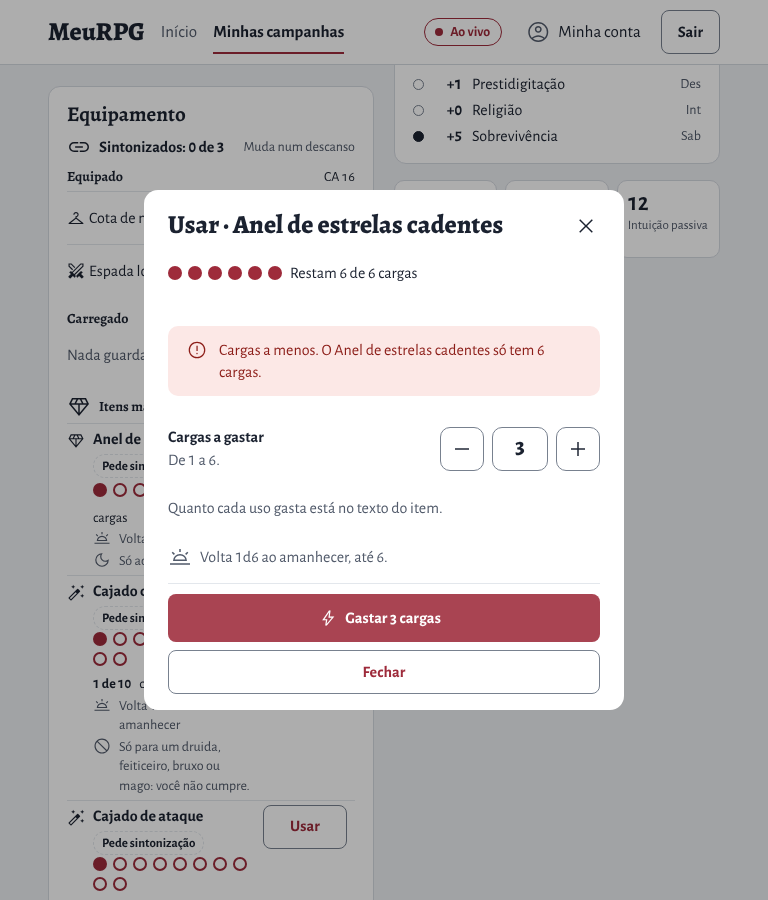 MeuRPG
Início
Minhas campanhas
Ao vivo
Minha conta
Sair
Equipamento
Sintonizados: 0 de 3
Muda num descanso
Equipado
CA 16
Cota de
Espada
Carregado
Nada guarda
Itens
Anel de
Pede
cargas
Volta
Só
Cajado
Pede
1 de 10
Volta
amanhecer
Só para um druida,
feiticeiro, bruxo ou
mago: você não cumpre.
Cajado de ataque
Pede sintonização
Usar
+1 Prestidigitação Des
+0 Religião Int
+5 Sobrevivência Sab
12
Intuição passiva
Usar · Anel de estrelas cadentes
Restam 6 de 6 cargas
Cargas a menos. O Anel de estrelas cadentes só tem 6
cargas.
Cargas a gastar
De 1 a 6.
3
Quanto cada uso gasta está no texto do item.
Volta 1d6 ao amanhecer, até 6.
Gastar 3 cargas
Fechar